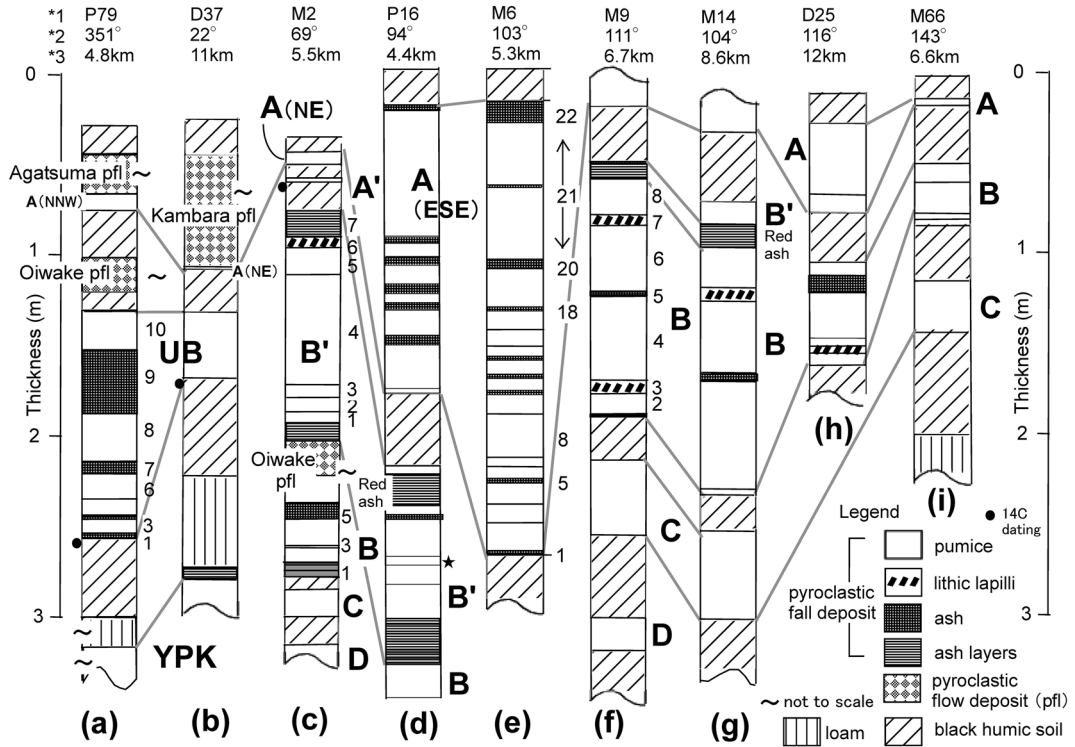 *1 P79 D37 M2 P16 M6 M9 M14 D25 M66
*2 351° 22° 69° 94° 103° 111° 104° 116° 143°
*3 4.8km 11km 5.5km 4.4km 5.3km 6.7km 8.6km 12km 6.6km
0
1
2
3
Thickness (m)
Agatsuma pfl ~
A(NNW)
Oiwake pfl ~
10
9
8
7
6
3
1
~
~
(a)
UB
YPK
~
Kambara pfl
A(NE)
(b)
A(NE)
A'
7
6
5
4
B'
3
2
1
Oiwake
pfl
~
5
3
B
1
C
D
(c)
A
(ESE)
Red
ash
★
B'
B
(d)
22
21
20
18
8
5
1
(e)
8
7
6
5
B
4
3
2
C
D
(f)
B'
Red
ash
B
(g)
A
(h)
A
B
C
(i)
0
1
2
3
Thickness (m)
● 14C
dating
Legend
pumice
lithic lapilli
ash
ash layers
pyroclastic
fall deposit
pyroclastic
flow deposit (pfl)
~ not to scale
loam
black humic soil